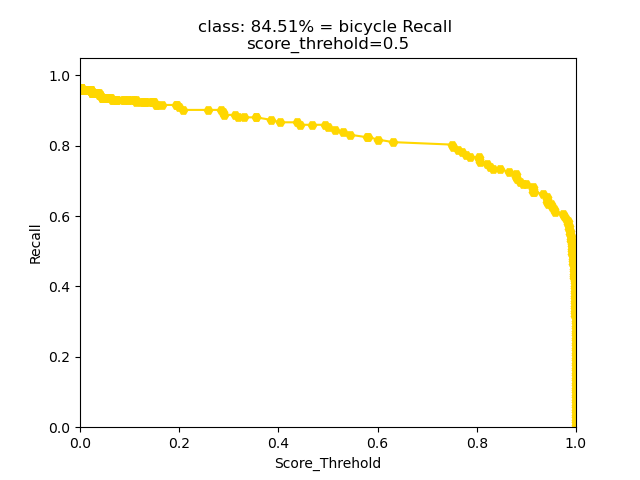 class: 84.51% = bicycle Recall
score_threhold=0.5
1.0
0.8
0.6
0.4
0.2
0.0
Recall
0.0 0.2 0.4 0.6 0.8 1.0
Score_Threhold